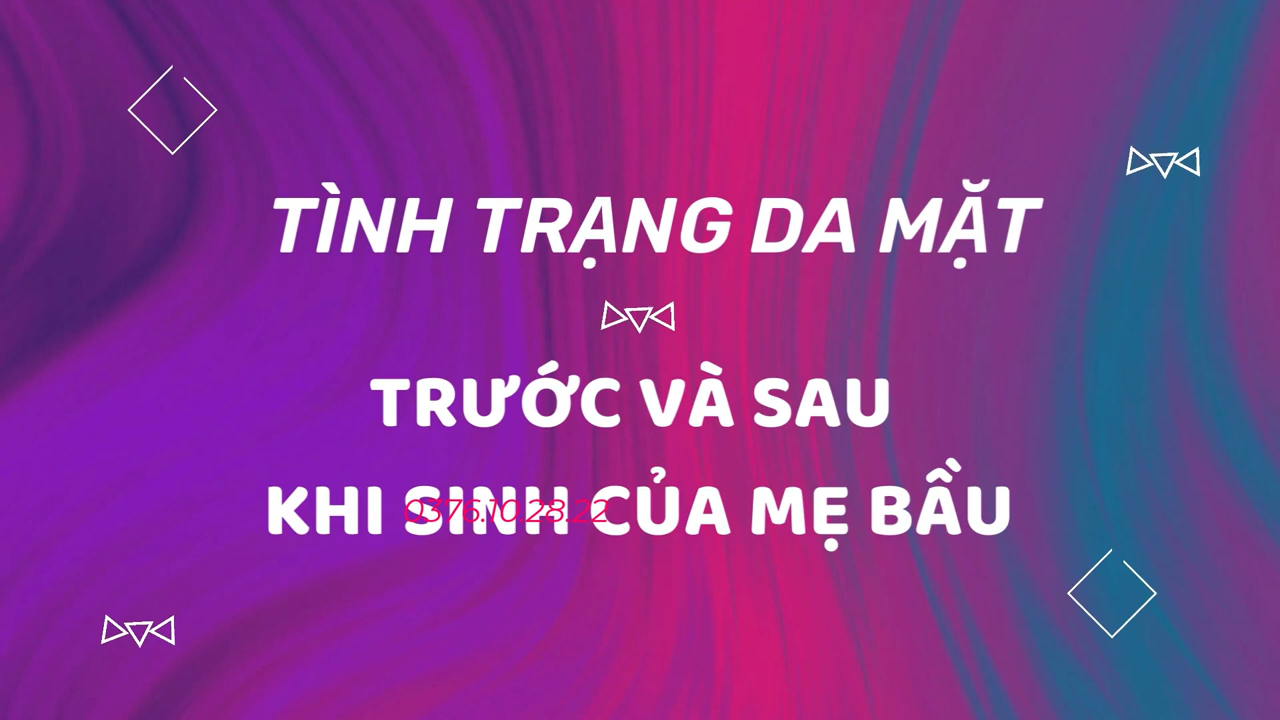 TÌNH TRẠNG DA MẶT
TRƯỚC VÀ SAU
KHI SINH CỦA MẸ BẦU
0376.10.28.22